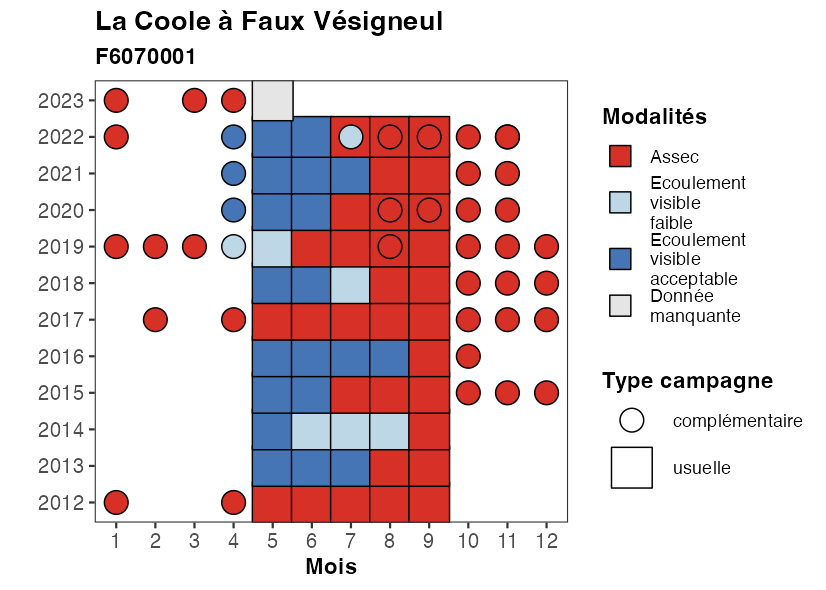 La Coole à Faux Vésigneul
F6070001
2023
2022
2021
2020
2019
2018
2017
2016
2015
2014
2013
2012
1 2 3 4 5 6 7 8 9 10 11 12
Mois
Modalités
Assec
Ecoulement
visible
faible
Ecoulement
visible
acceptable
Donnée
manquante
Type campagne
complémentaire
usuelle